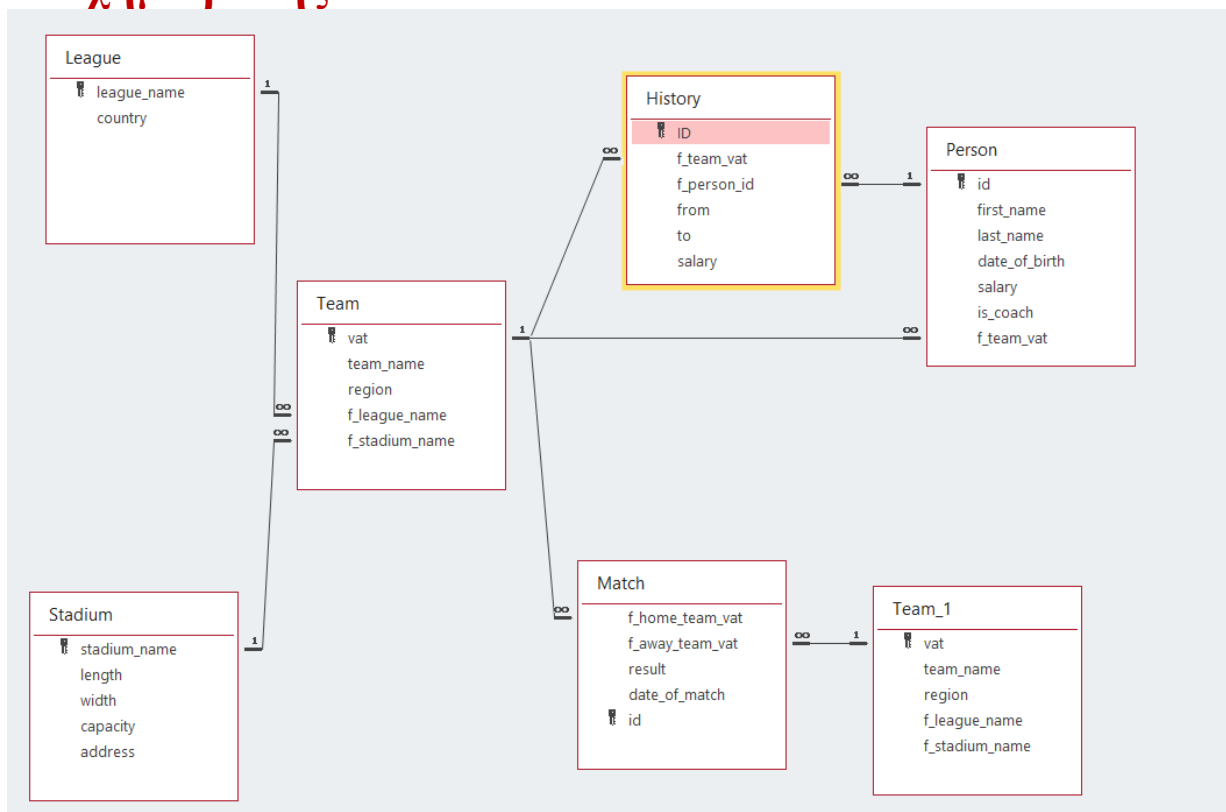 League
league_name
country
History
ID
f_team_vat
f_person_id
from
to
salary
Person
id
first_name
last_name
date_of_birth
salary
is_coach
f_team_vat
Team
vat
team_name
region
f_league_name
f_stadium_name
Stadium
stadium_name
length
width
capacity
address
Match
f_home_team_vat
f_away_team_vat
result
date_of_match
id
Team_1
vat
team_name
region
f_league_name
f_stadium_name
1
∞
∞
1
1
∞
∞
1
∞
∞
∞
1